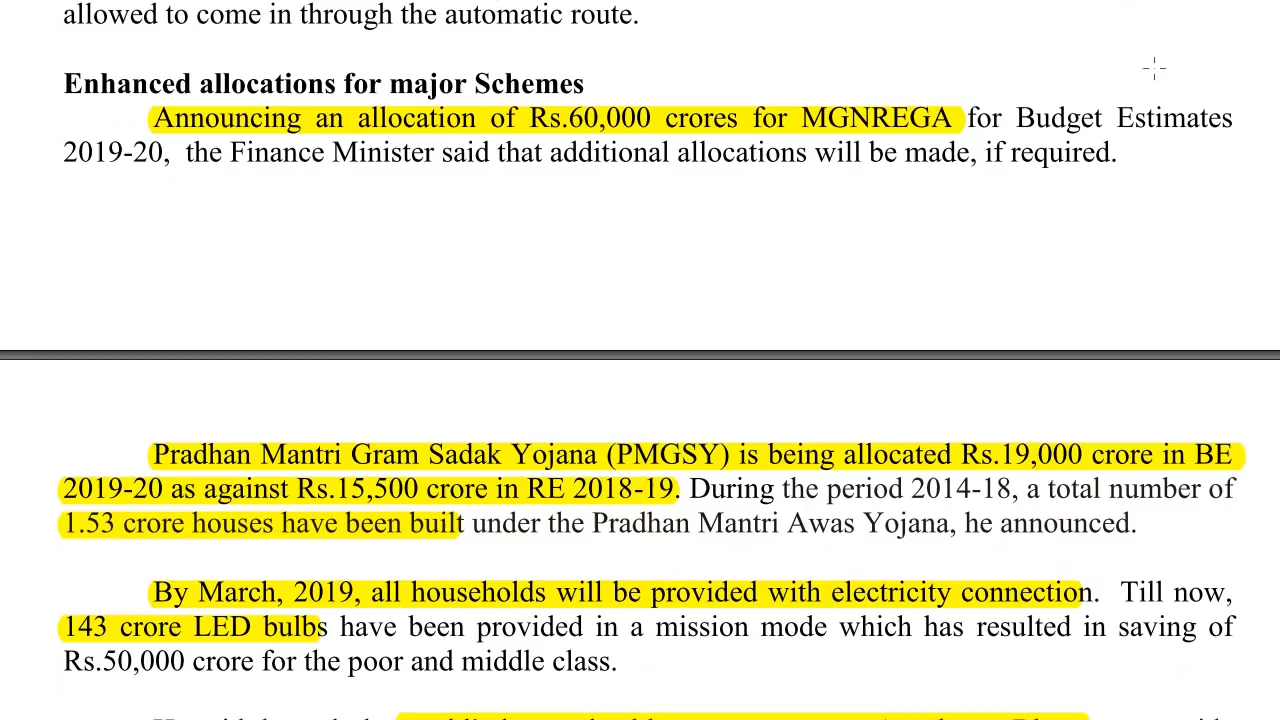 allowed to come in through the automatic route.
Enhanced allocations for major Schemes
Announcing an allocation of Rs.60,000 crores for MGNREGA for Budget Estimates
2019-20, the Finance Minister said that additional allocations will be made, if required.
Pradhan Mantri Gram Sadak Yojana (PMGSY) is being allocated Rs.19,000 crore in BE
2019-20 as against Rs.15,500 crore in RE 2018-19. During the period 2014-18, a total number of
1.53 crore houses have been built under the Pradhan Mantri Awas Yojana, he announced.
By March, 2019, all households will be provided with electricity connection. Till now,
143 crore LED bulbs have been provided in a mission mode which has resulted in saving of
Rs.50,000 crore for the poor and middle class.